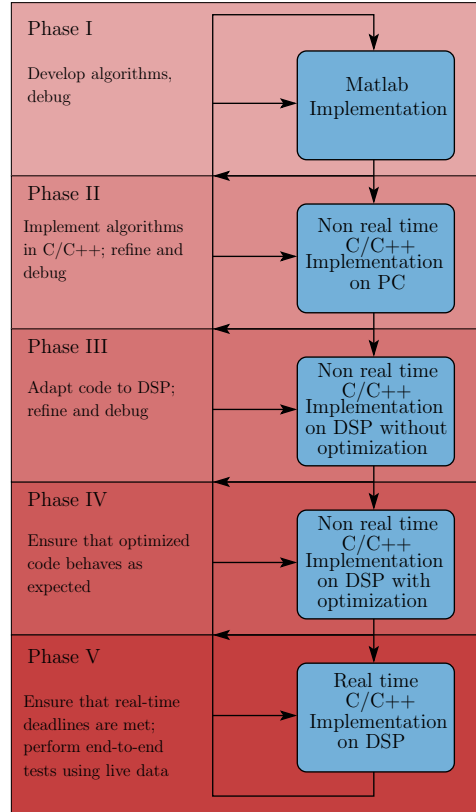 Phase I
Develop algorithms,
debug
Matlab
Implementation
Phase II
Implement algorithms
in C/C++; refine and
debug
Non real time
C/C++
Implementation
on PC
Phase III
Adapt code to DSP;
refine and debug
Non real time
C/C++
Implementation
on DSP without
optimization
Phase IV
Ensure that optimized
code behaves as
expected
Non real time
C/C++
Implementation
on DSP with
optimization
Phase V
Ensure that real-time
deadlines are met;
perform end-to-end
tests using live data
Real time
C/C++
Implementation
on DSP